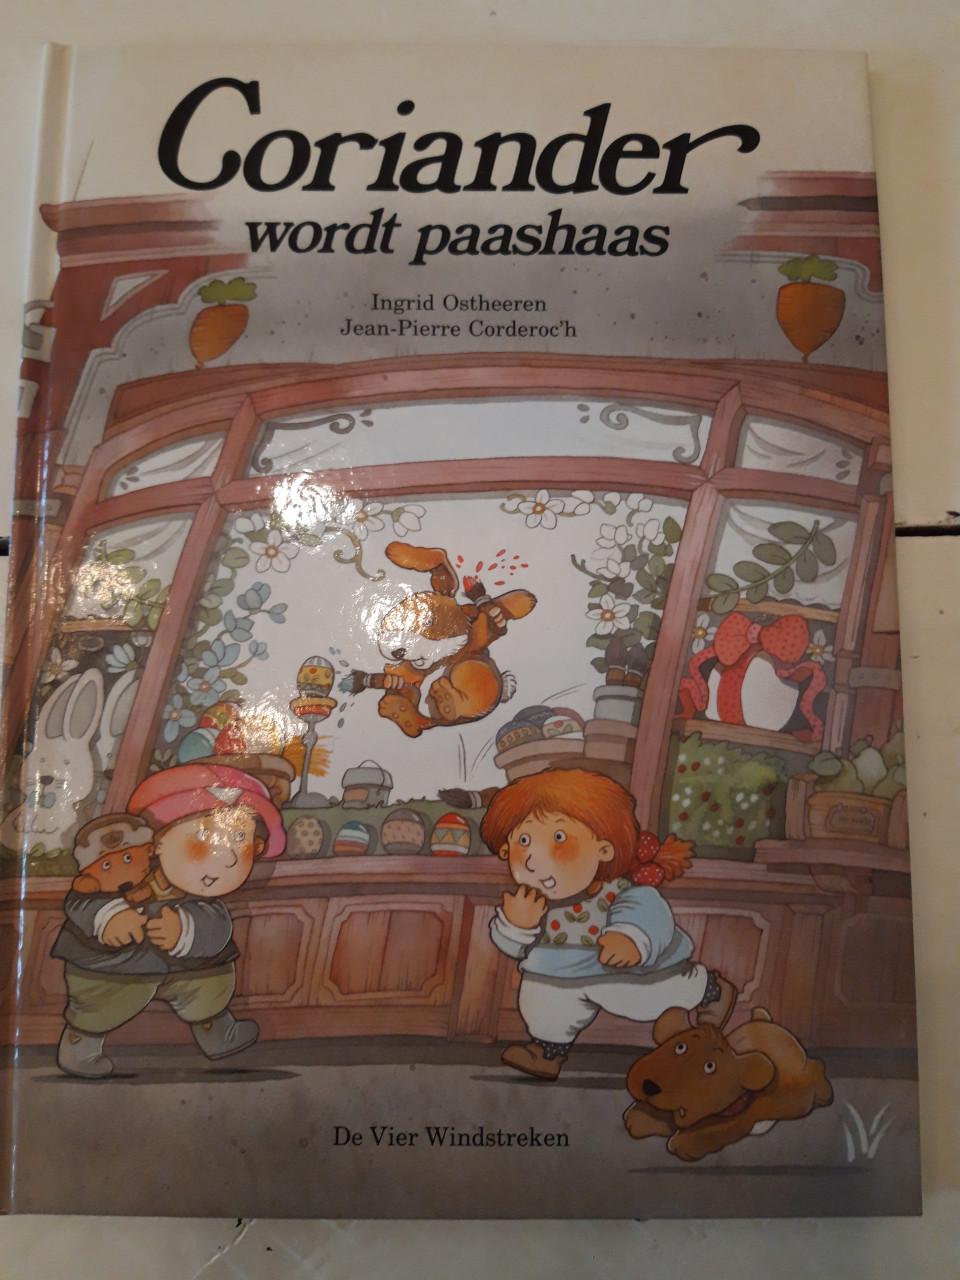 Coriander
wordt paashaas
Ingrid Ostheeren
Jean-Pierre Corderoc'h
De Vier Windstreken